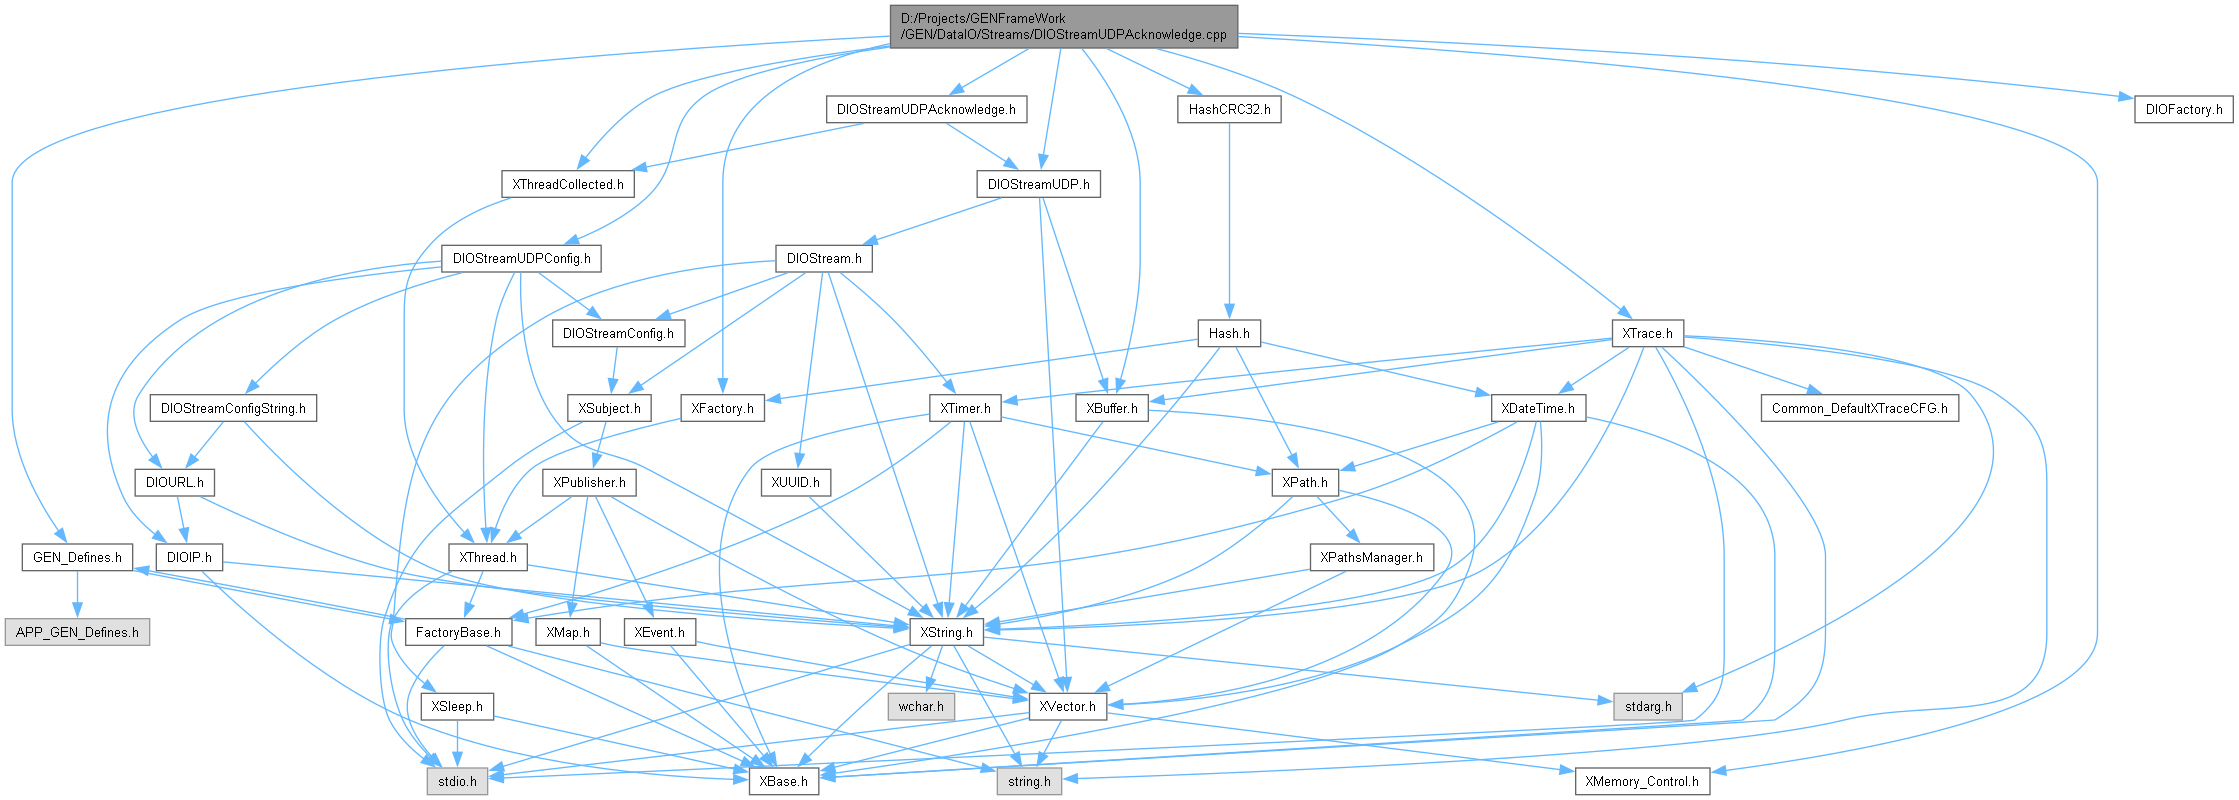 D:/Projects/GENFrameWork
/GEN/DataIO/Streams/DIOStreamUDPAcknowledge.cpp
DIOStreamUDPAcknowledge.h
HashCRC32.h
DIOFactory.h
XThreadCollected.h
DIOStreamUDP.h
DIOStreamUDPConfig.h
DIOStream.h
DIOStreamConfig.h
Hash.h
XTrace.h
DIOStreamConfigString.h
XSubject.h
XFactory.h
XTimer.h
XBuffer.h
XDateTime.h
Common_DefaultXTraceCFG.h
DIOURL.h
XPublisher.h
XUUID.h
XPath.h
GEN_Defines.h
DIOIP.h
XThread.h
XPathsManager.h
APP_GEN_Defines.h
FactoryBase.h
XMap.h
XEvent.h
XString.h
XSleep.h
wchar.h
XVector.h
stdarg.h
stdio.h
XBase.h
string.h
XMemory_Control.h